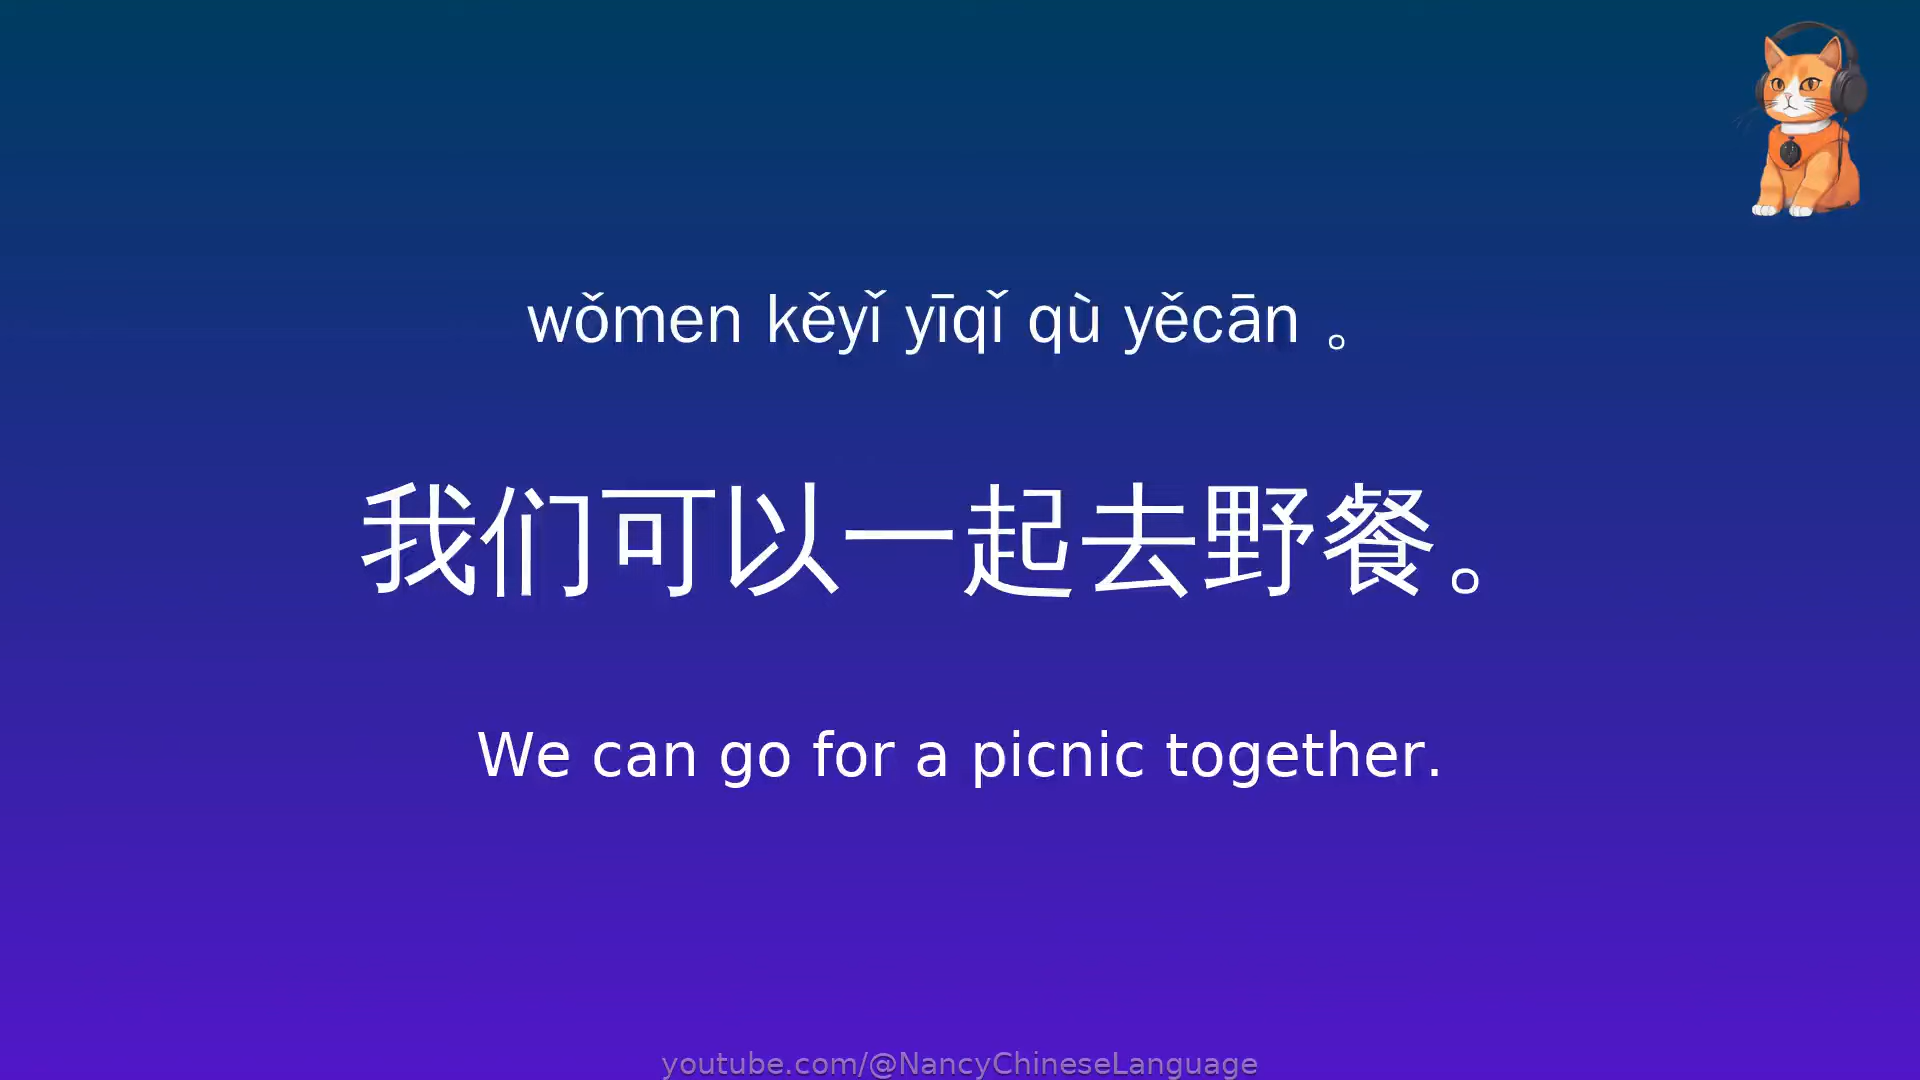 wǒmen kěyǐ yīqǐ qù yěcān 。
我们可以一起去野餐。
We can go for a picnic together.
youtube.com/@NancyChineseLanguage